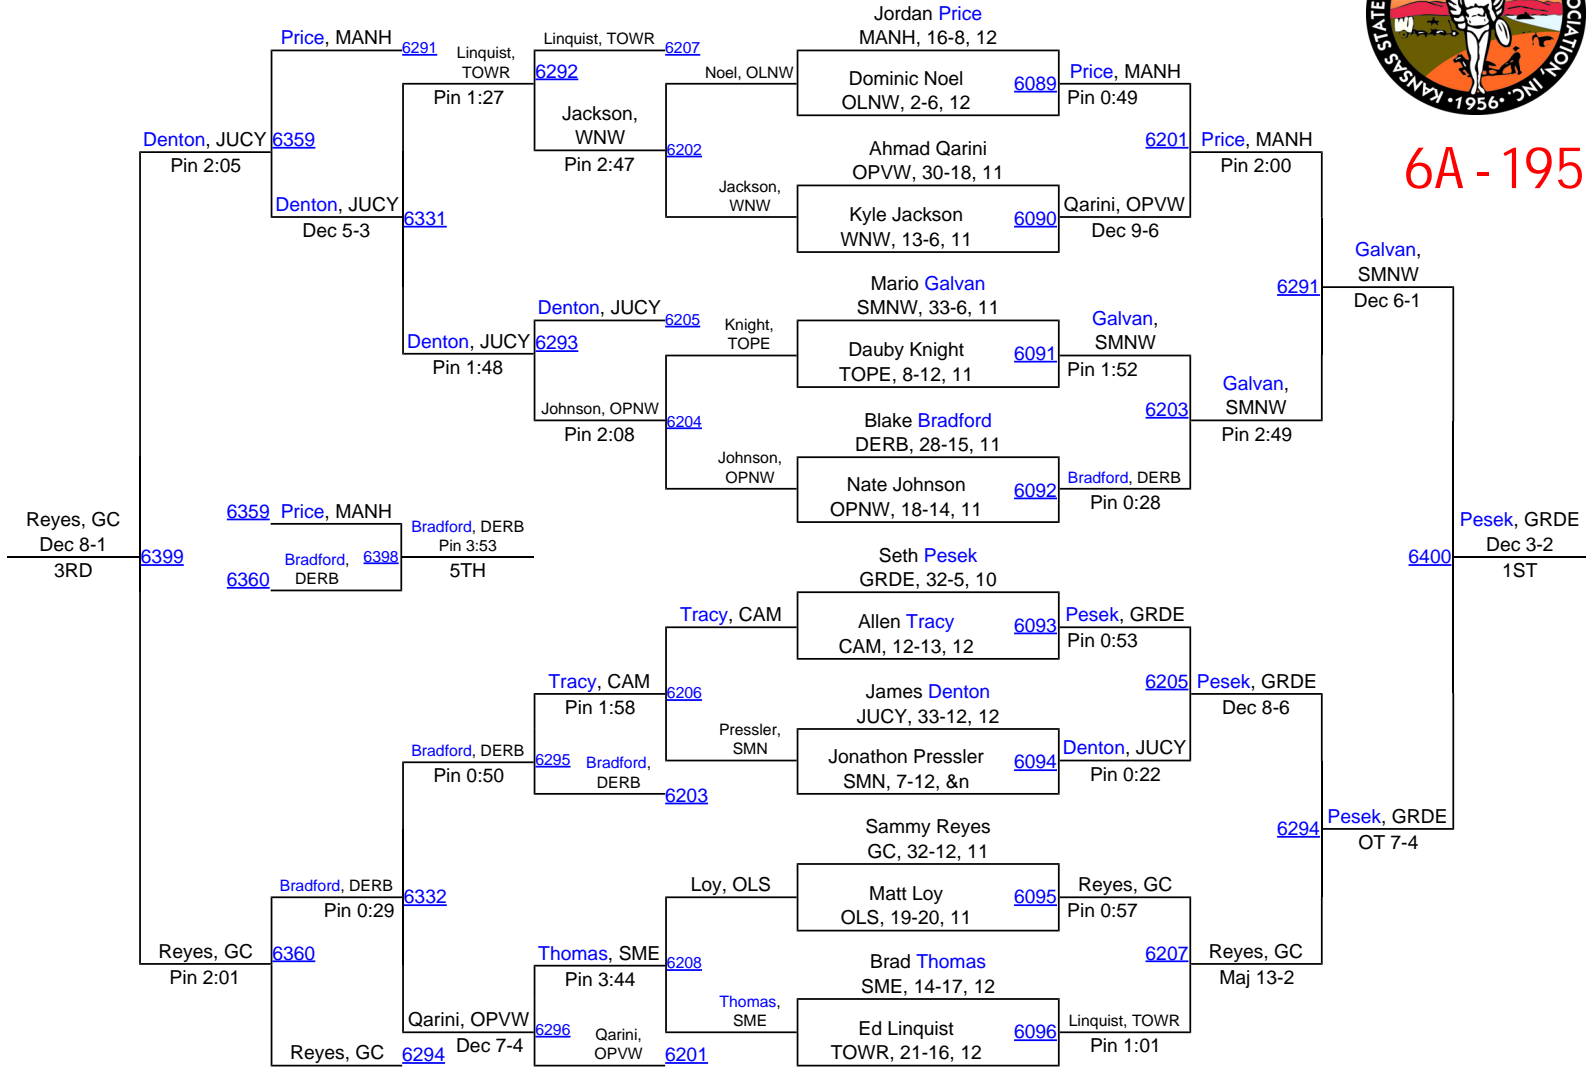 KANSAS STATE
OCIATION, INC.
•1956•
6A - 195
Price, MANH
6291
Linquist,
TOWR
Pin 1:27
6292
Linquist, TOWR
6207
Jackson,
WNW
Pin 2:47
Noel, OLNW
6202
Jackson,
WNW
Jordan Price
MANH, 16-8, 12
Dominic Noel
OLNW, 2-6, 12
6089
Price, MANH
Pin 0:49
Ahmad Qarini
OPVW, 30-18, 11
Kyle Jackson
WNW, 13-6, 11
6090
Qarini, OPVW
Dec 9-6
6201
Price, MANH
Pin 2:00
Denton, JUCY
Pin 2:05
6359
Denton, JUCY
Dec 5-3
6331
Denton, JUCY
Pin 1:48
Denton, JUCY
6205
6293
Johnson, OPNW
Pin 2:08
Knight,
TOPE
6204
Johnson,
OPNW
Mario Galvan
SMNW, 33-6, 11
Dauby Knight
TOPE, 8-12, 11
6091
Galvan,
SMNW
Pin 1:52
Blake Bradford
DERB, 28-15, 11
Nate Johnson
OPNW, 18-14, 11
6092
Bradford, DERB
Pin 0:28
6203
Galvan,
SMNW
Pin 2:49
6291
Galvan,
SMNW
Dec 6-1
Reyes, GC
Dec 8-1
3RD
6399
6359
Price, MANH
6360
Bradford,
DERB
6398
Bradford, DERB
Pin 3:53
5TH
6400
Pesek, GRDE
Dec 3-2
1ST
Seth Pesek
GRDE, 32-5, 10
Allen Tracy
CAM, 12-13, 12
6093
Pesek, GRDE
Pin 0:53
Tracy, CAM
Tracy, CAM
Pin 1:58
6206
Pressler,
SMN
James Denton
JUCY, 33-12, 12
Jonathon Pressler
SMN, 7-12, &n
6094
Denton, JUCY
Pin 0:22
6205
Pesek, GRDE
Dec 8-6
Bradford, DERB
Pin 0:50
6295
Bradford,
DERB
6203
6294
Pesek, GRDE
OT 7-4
Sammy Reyes
GC, 32-12, 11
Matt Loy
OLS, 19-20, 11
6095
Reyes, GC
Pin 0:57
Loy, OLS
Bradford, DERB
Pin 0:29
6332
Reyes, GC
Pin 2:01
6360
Thomas, SME
Pin 3:44
6208
Thomas,
SME
Brad Thomas
SME, 14-17, 12
Ed Linquist
TOWR, 21-16, 12
6096
Linquist, TOWR
Pin 1:01
6207
Reyes, GC
Maj 13-2
Qarini, OPVW
Dec 7-4
6296
Qarini,
OPVW
6201
Reyes, GC
6294